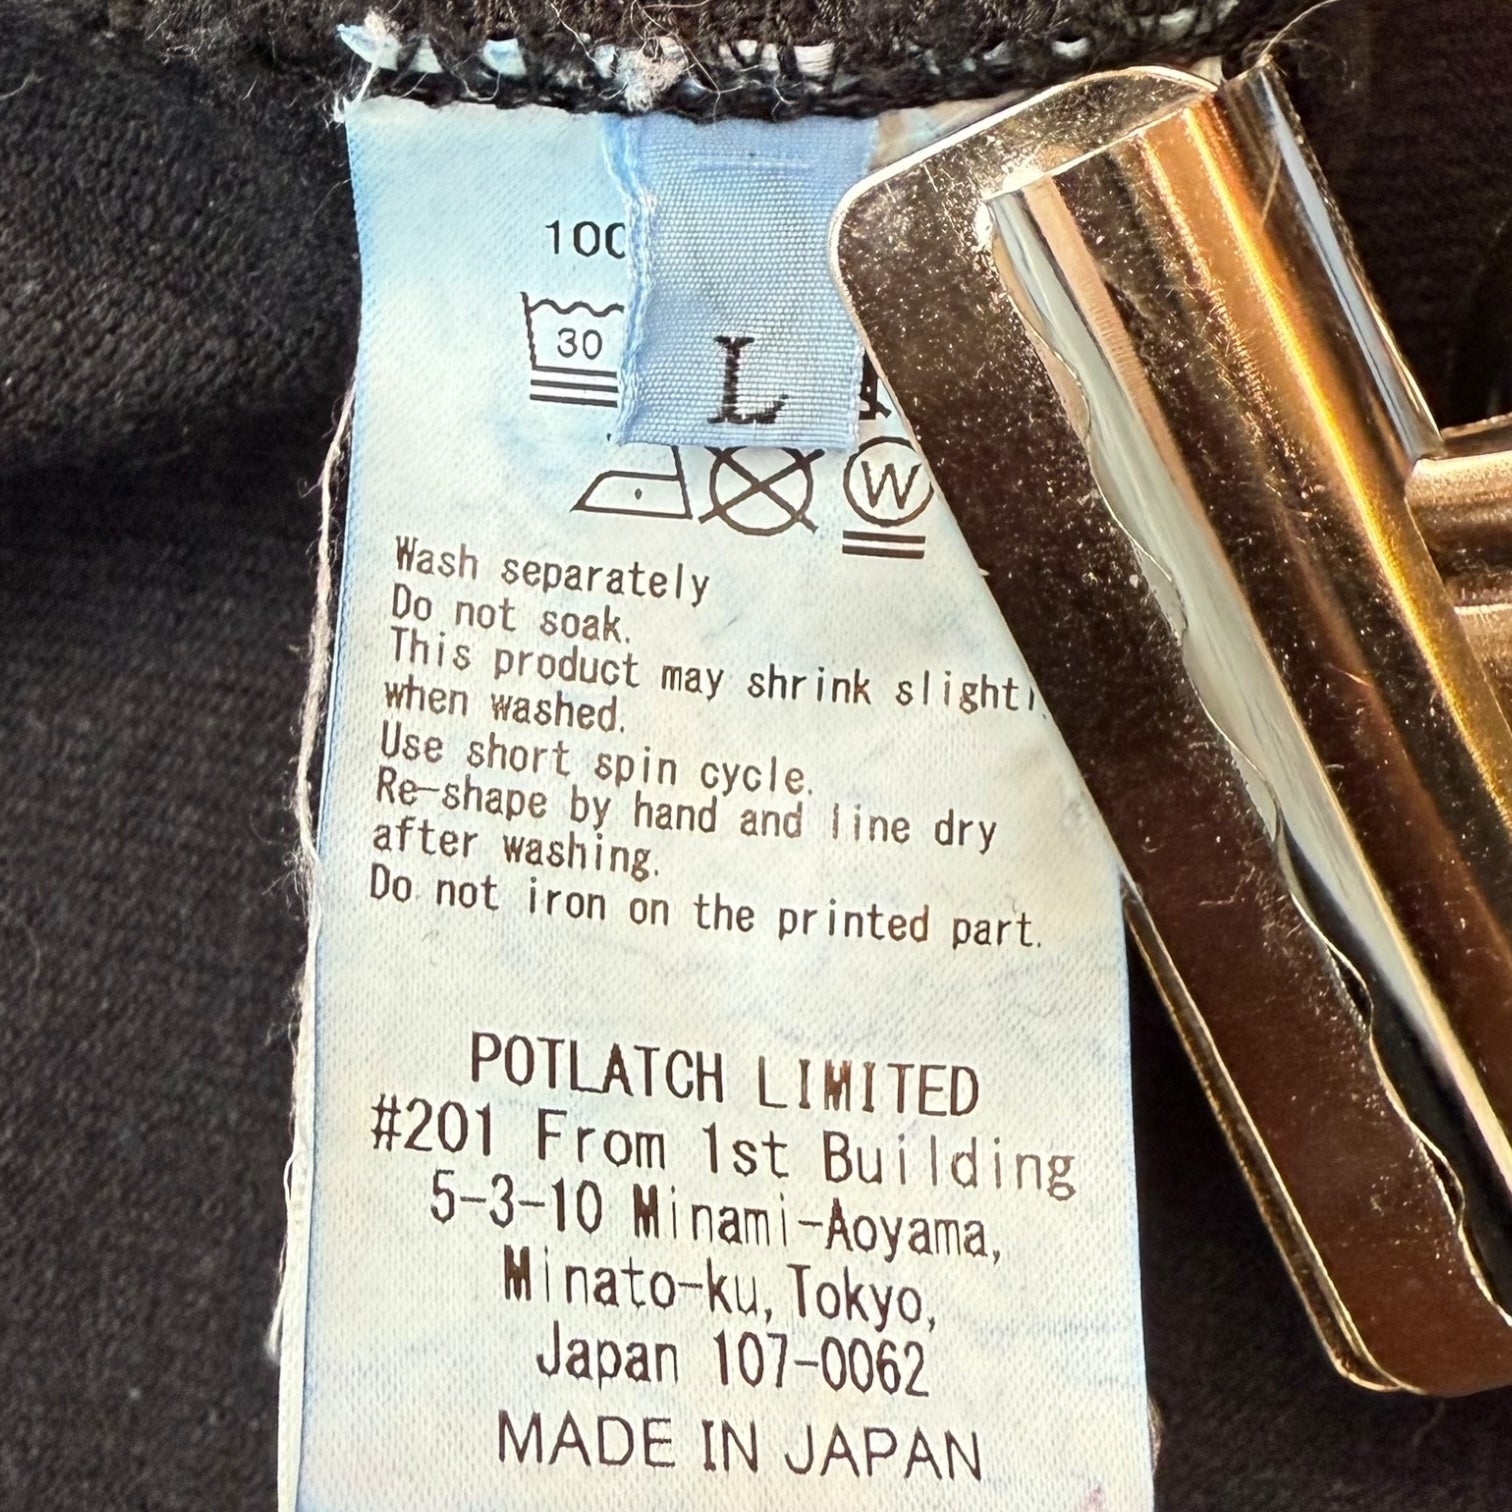 100
30
L
W
Wash separately
Do not soak.
This product may shrink slightly
when washed.
Use short spin cycle.
Re-shape by hand and line dry
after washing.
Do not iron on the printed part.
POTLATCH LIMITED
#201 From 1st Building
5-3-10 Minami-Aoyama,
Minato-ku, Tokyo,
Japan 107-0062
MADE IN JAPAN